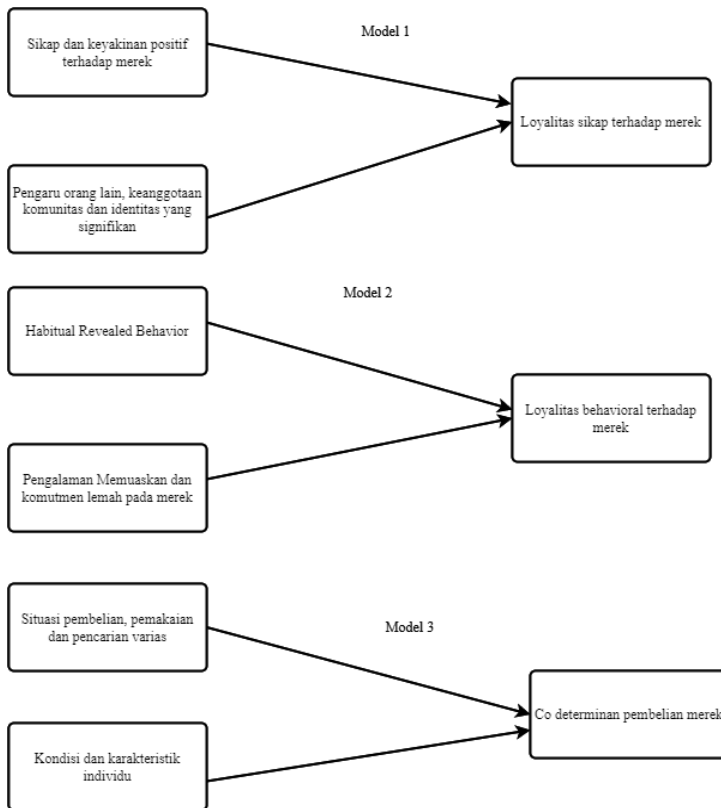 Model 1
Sikap dan keyakinan positif
terhadap merek
Loyalitas sikap terhadap merek
Pengaru orang lain, keanggotaan
komunitas dan identitas yang
signifikan
Model 2
Habitual Revealed Behavior
Loyalitas behavioral terhadap
merek
Pengalaman Memuaskan dan
komutmen lemah pada merek
Situasi pembelian, pemakaian
dan pencarian varias
Model 3
Co determinan pembelian merek
Kondisi dan karakteristik
individu